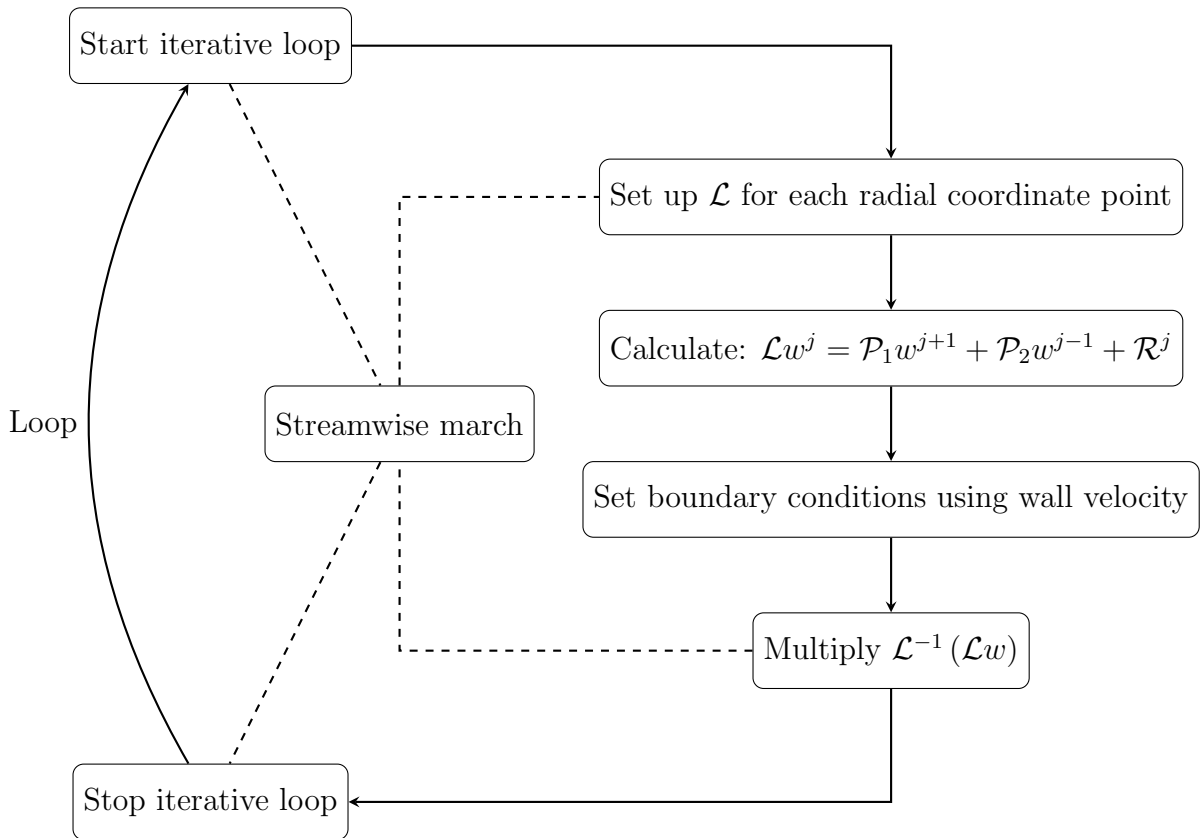 Start iterative loop
Set up $\mathcal{L}$ for each radial coordinate point
Calculate: $\mathcal{L}w^{j} = \mathcal{P}_1 w^{j+1} + \mathcal{P}_2 w^{j-1} + \mathcal{R}^{j}$
Loop
Streamwise march
Set boundary conditions using wall velocity
Multiply $\mathcal{L}^{-1}(\mathcal{L}w)$
Stop iterative loop